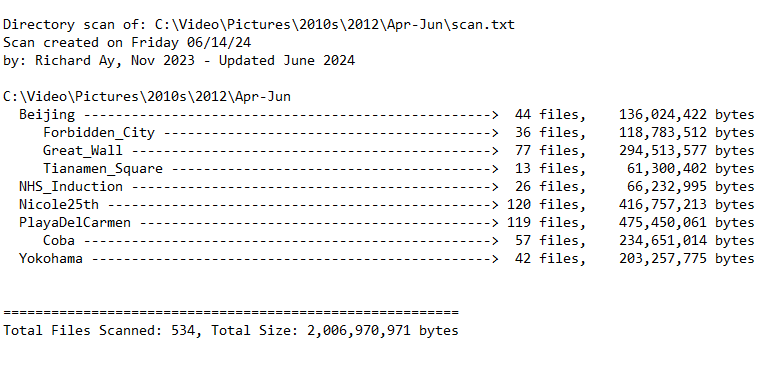 Directory scan of: C:\Video\Pictures\2010s\2012\Apr-Jun\scan.txt
Scan created on Friday 06/14/24
by: Richard Ay, Nov 2023 - Updated June 2024
C:\Video\Pictures\2010s\2012\Apr-Jun
  Beijing ---------------------------------------------------> 44 files,    136,024,422 bytes
     Forbidden_City -----------------------------------------> 36 files,    118,783,512 bytes
     Great_Wall ---------------------------------------------> 77 files,    294,513,577 bytes
     Tianamen_Square ----------------------------------------> 13 files,     61,300,402 bytes
  NHS_Induction ---------------------------------------------> 26 files,     66,232,995 bytes
  Nicole25th ------------------------------------------------> 120 files,    416,757,213 bytes
  PlayaDelCarmen --------------------------------------------> 119 files,    475,450,061 bytes
     Coba ---------------------------------------------------> 57 files,    234,651,014 bytes
  Yokohama --------------------------------------------------> 42 files,    203,257,775 bytes
=========================================================
Total Files Scanned: 534, Total Size: 2,006,970,971 bytes